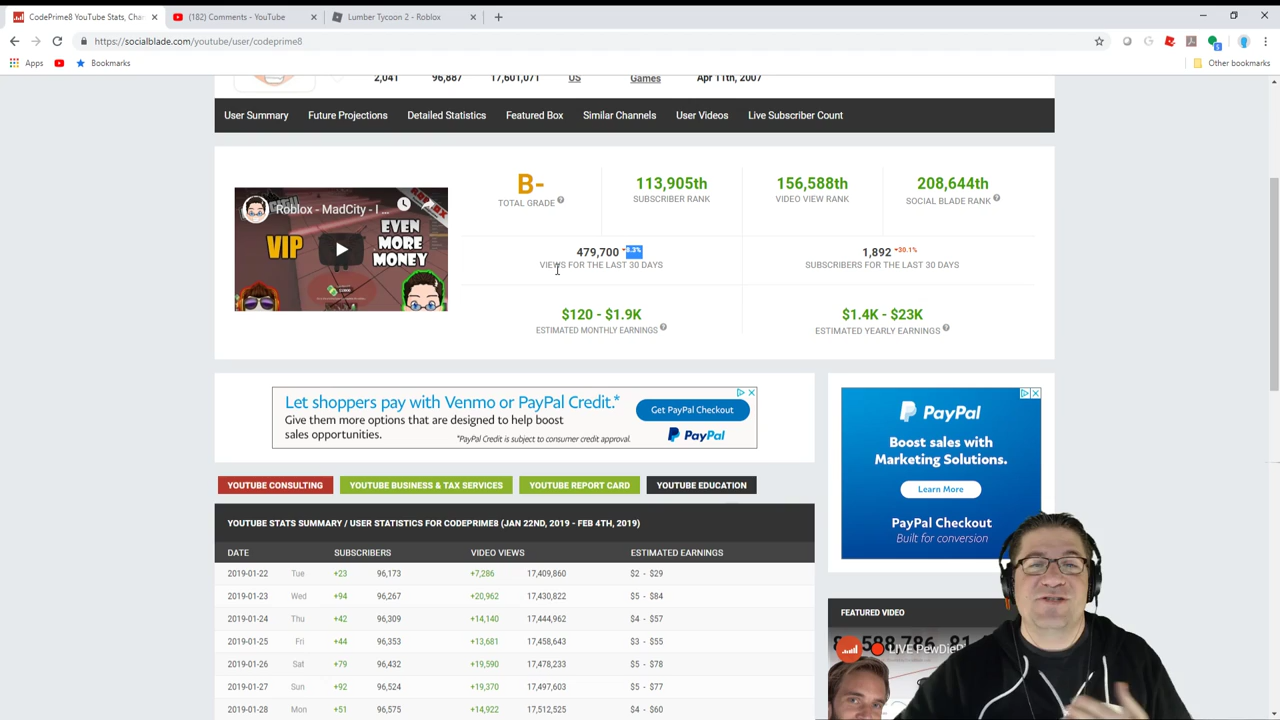 CodePrime8 YouTube Stats, Cha
(182) Comments - YouTube
Lumber Tycoon 2 - Roblox
https://socialblade.com/youtube/user/codeprime8
Apps
Bookmarks
Other bookmarks
2,041 96,887 17,601,071 US Games Apr 11th, 2007
User Summary Future Projections Detailed Statistics Featured Box Similar Channels User Videos Live Subscriber Count
Roblox - MadCity - I ...
VIP
EVEN
MORE
MONEY
B-
TOTAL GRADE
113,905th
SUBSCRIBER RANK
156,588th
VIDEO VIEW RANK
208,644th
SOCIAL BLADE RANK
479,700
VIEWS FOR THE LAST 30 DAYS
1,892 30.1%
SUBSCRIBERS FOR THE LAST 30 DAYS
$120 - $1.9K
ESTIMATED MONTHLY EARNINGS
$1.4K - $23K
ESTIMATED YEARLY EARNINGS
Let shoppers pay with Venmo or PayPal Credit.*
Give them more options that are designed to help boost
sales opportunities.
*PayPal Credit is subject to consumer credit approval.
Get PayPal Checkout
PayPal
PayPal
Boost sales with
Marketing Solutions.
Learn More
PayPal Checkout
Built for conversion
YOUTUBE CONSULTING YOUTUBE BUSINESS & TAX SERVICES YOUTUBE REPORT CARD YOUTUBE EDUCATION
YOUTUBE STATS SUMMARY / USER STATISTICS FOR CODEPRIME8 (JAN 22ND, 2019 - FEB 4TH, 2019)
DATE SUBSCRIBERS VIDEO VIEWS ESTIMATED EARNINGS
2019-01-22 Tue +23 96,173 +7,286 17,409,860 $2 - $29
2019-01-23 Wed +94 96,267 +20,962 17,430,822 $5 - $84
2019-01-24 Thu +42 96,309 +14,140 17,444,962 $4 - $57
2019-01-25 Fri +44 96,353 +13,681 17,458,643 $3 - $55
2019-01-26 Sat +79 96,432 +19,590 17,478,233 $5 - $78
2019-01-27 Sun +92 96,524 +19,370 17,497,603 $5 - $77
2019-01-28 Mon +51 96,575 +14,922 17,512,525 $4 - $60
FEATURED VIDEO
LIVE PewDieP